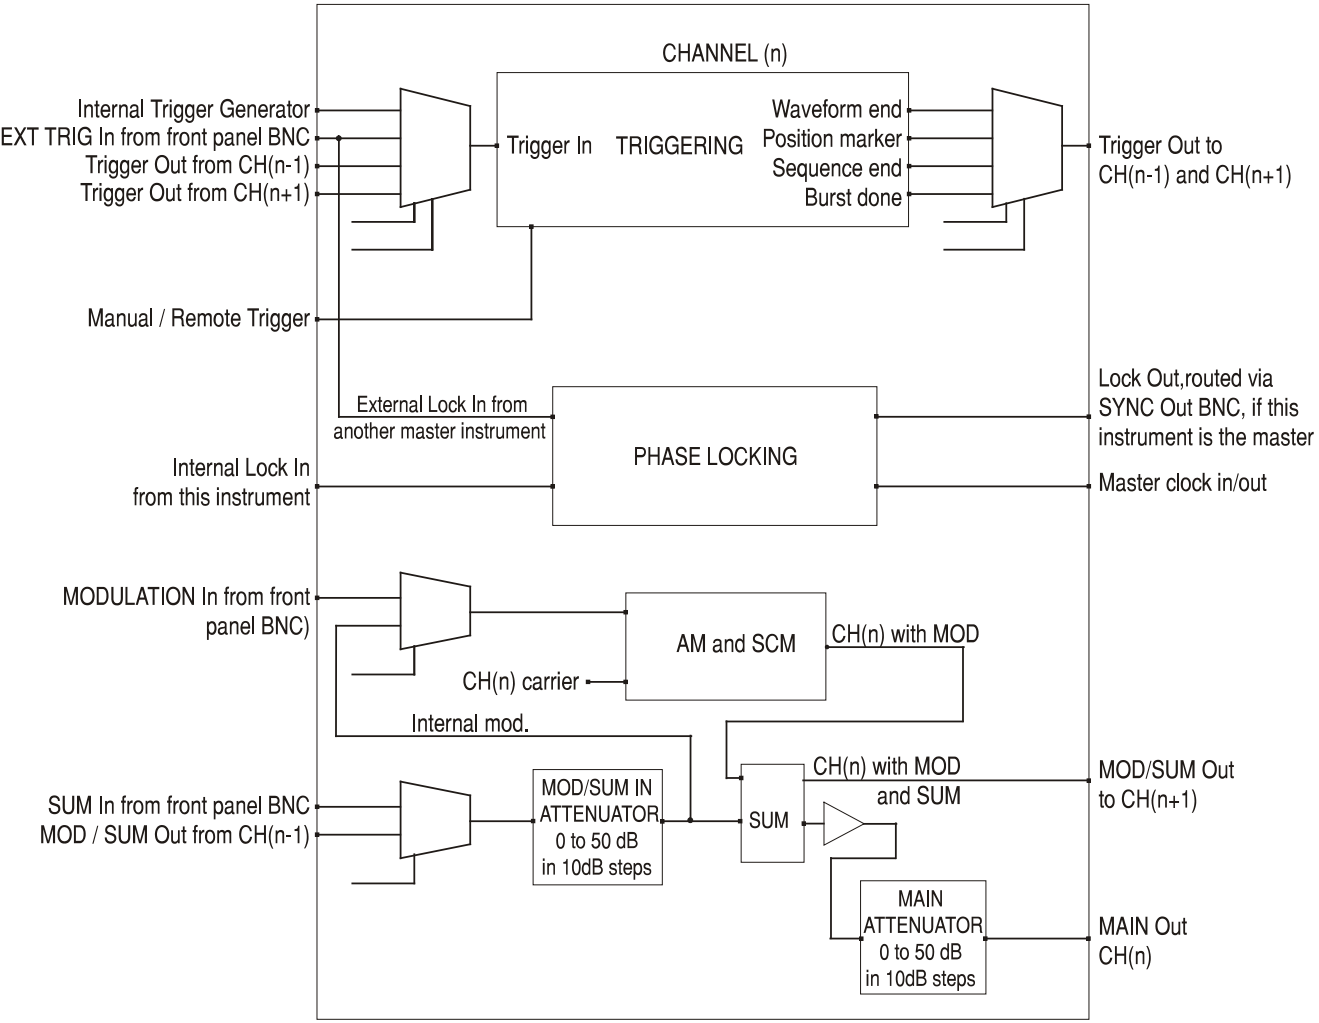 CHANNEL (n)
Internal Trigger Generator
EXT TRIG In from front panel BNC
Trigger Out from CH(n-1)
Trigger Out from CH(n+1)
Trigger In
TRIGGERING
Waveform end
Position marker
Sequence end
Burst done
Trigger Out to
CH(n-1) and CH(n+1)
Manual / Remote Trigger
External Lock In from
another master instrument
Internal Lock In
from this instrument
PHASE LOCKING
Lock Out,routed via
SYNC Out BNC, if this
instrument is the master
Master clock in/out
MODULATION In from front
panel BNC)
AM and SCM
CH(n) carrier
CH(n) with MOD
Internal mod.
SUM In from front panel BNC
MOD / SUM Out from CH(n-1)
MOD/SUM IN
ATTENUATOR
0 to 50 dB
in 10dB steps
SUM
CH(n) with MOD
and SUM
MOD/SUM Out
to CH(n+1)
MAIN
ATTENUATOR
0 to 50 dB
in 10dB steps
MAIN Out
CH(n)